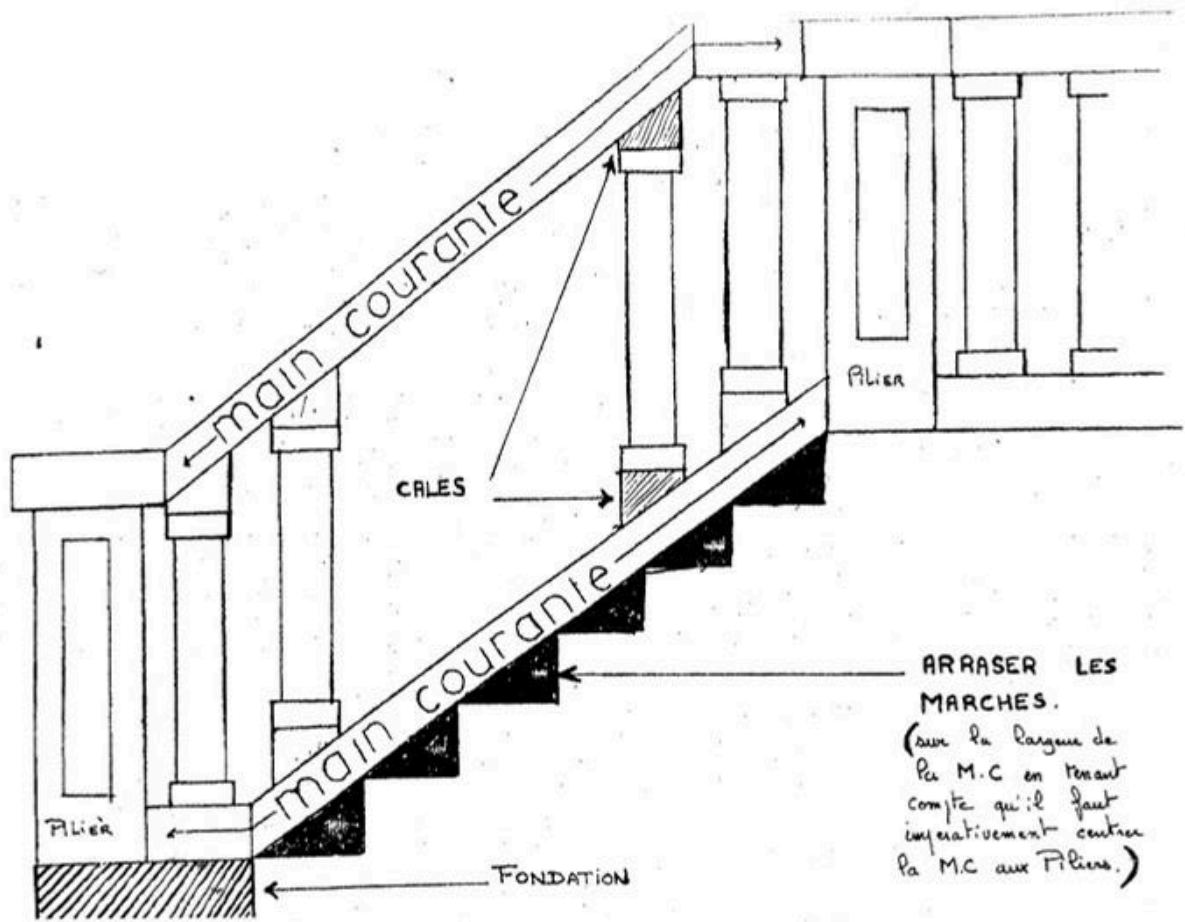 main courante
PILIER
CALES
main courante
ARRASER LES
MARCHES.
(sur la largeur de
la M.C en tenant
compte qu'il faut
imperativement centrer
la M.C aux Piliers.)
PILIER
FONDATION